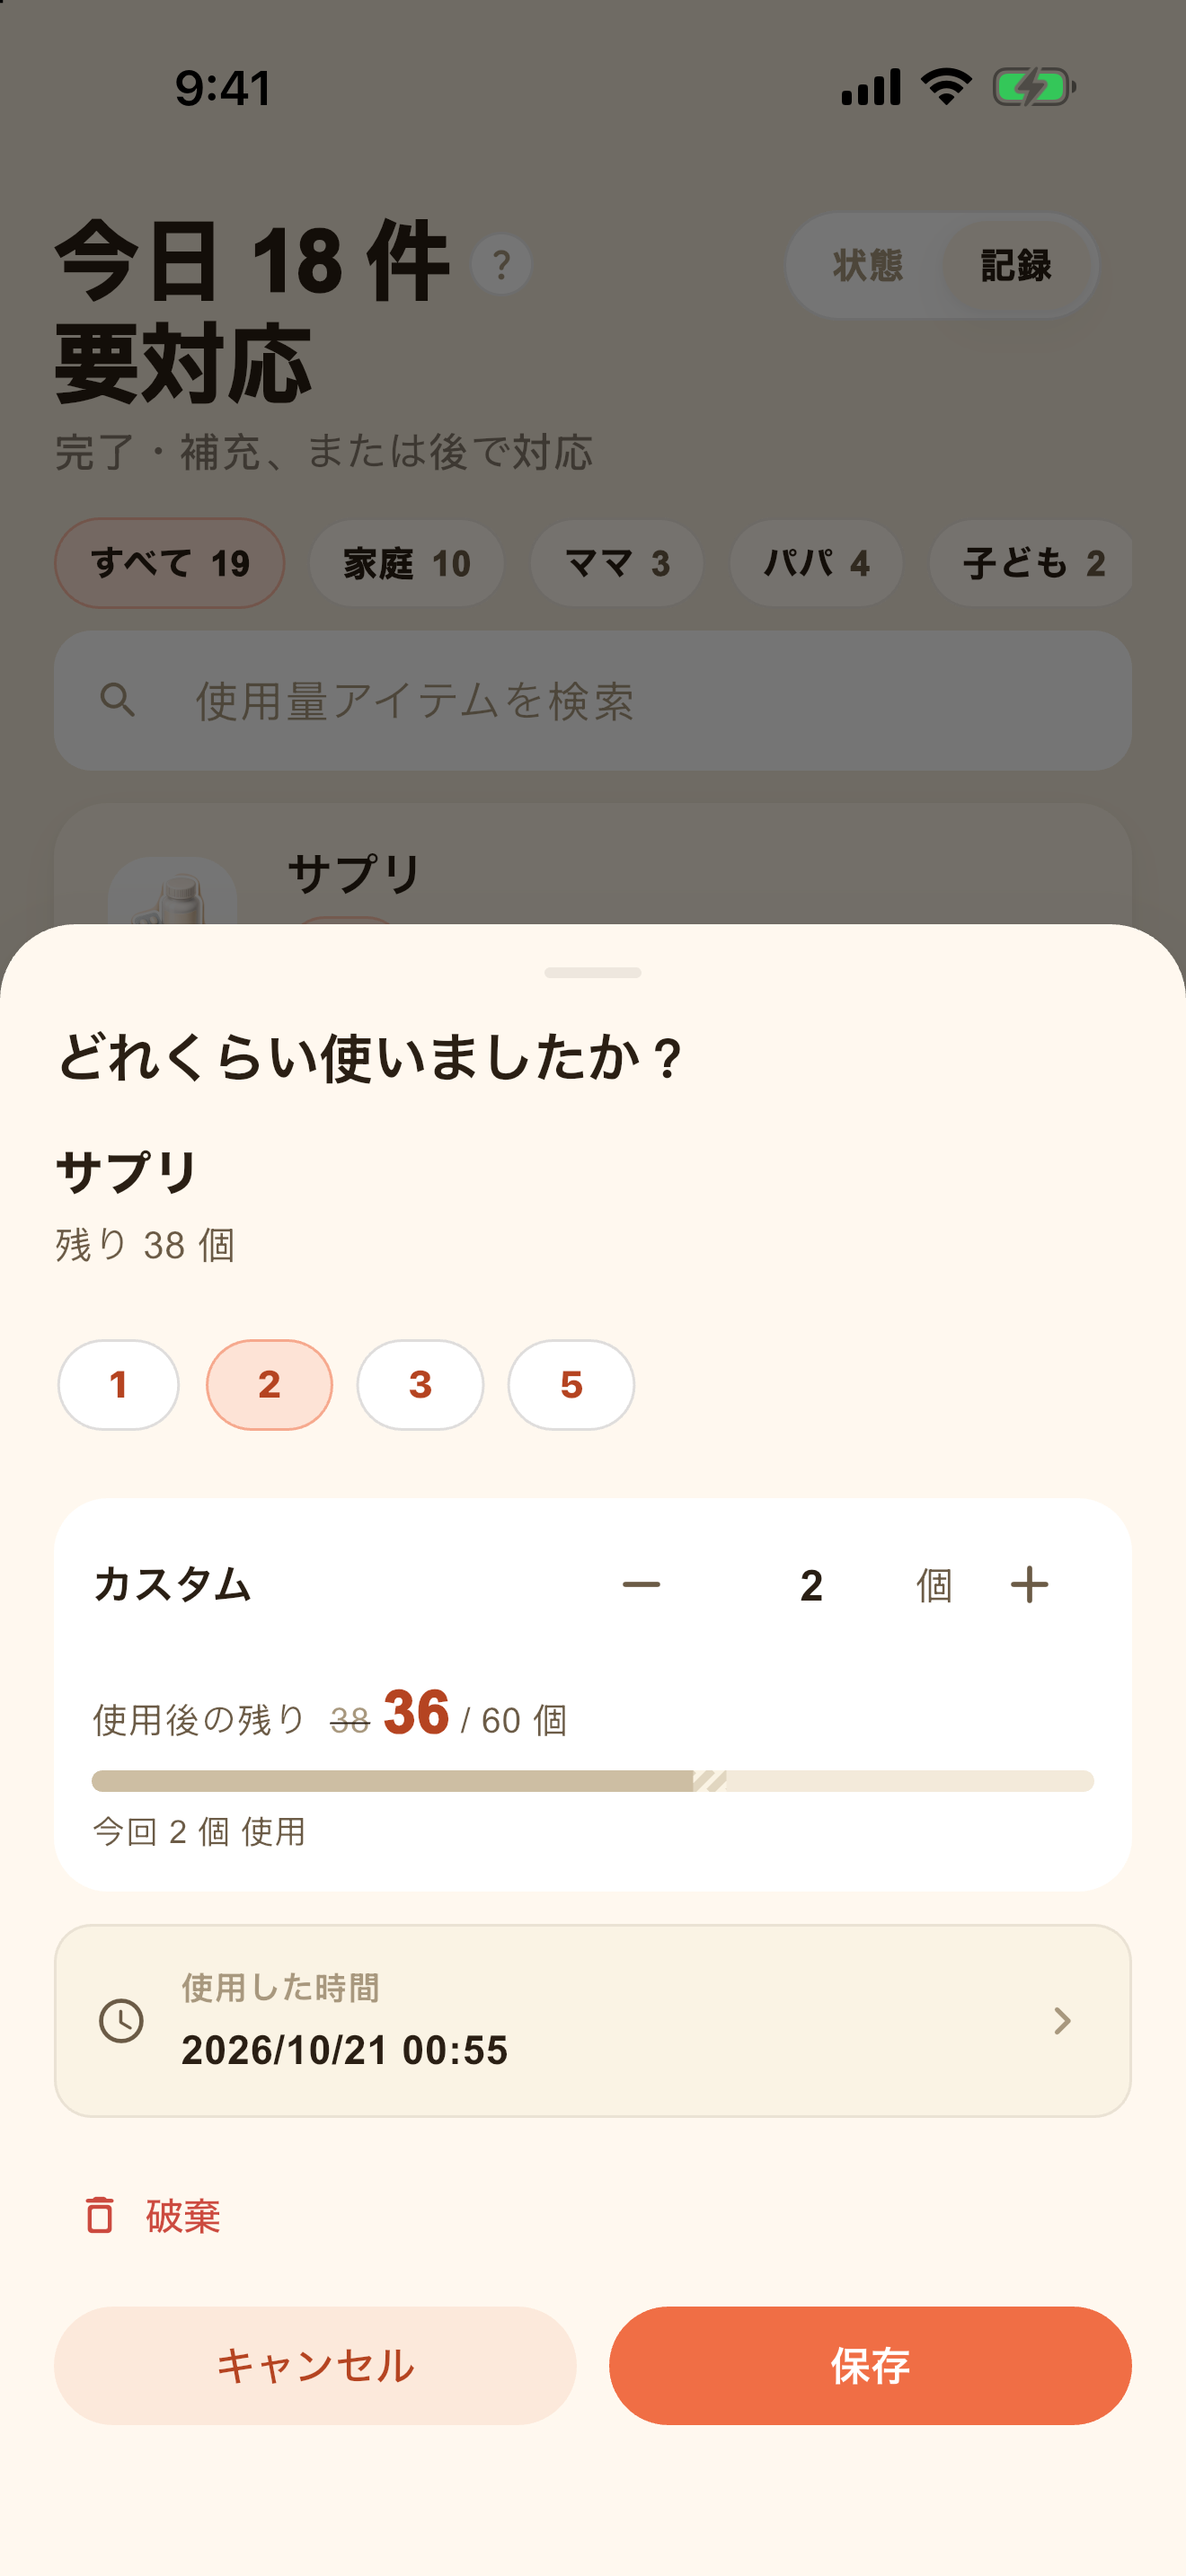 9:41
今日 18 件 ?
要対応
状態 記録
完了・補充、または後で対応
すべて 19 家庭 10 ママ 3 パパ 4 子ども 2
使用量アイテムを検索
サプリ
どれくらい使いましたか？
サプリ
残り 38 個
1 2 3 5
カスタム 2 個
使用後の残り 38 36 / 60 個
今回 2 個 使用
使用した時間
2026/10/21 00:55
破棄
キャンセル 保存